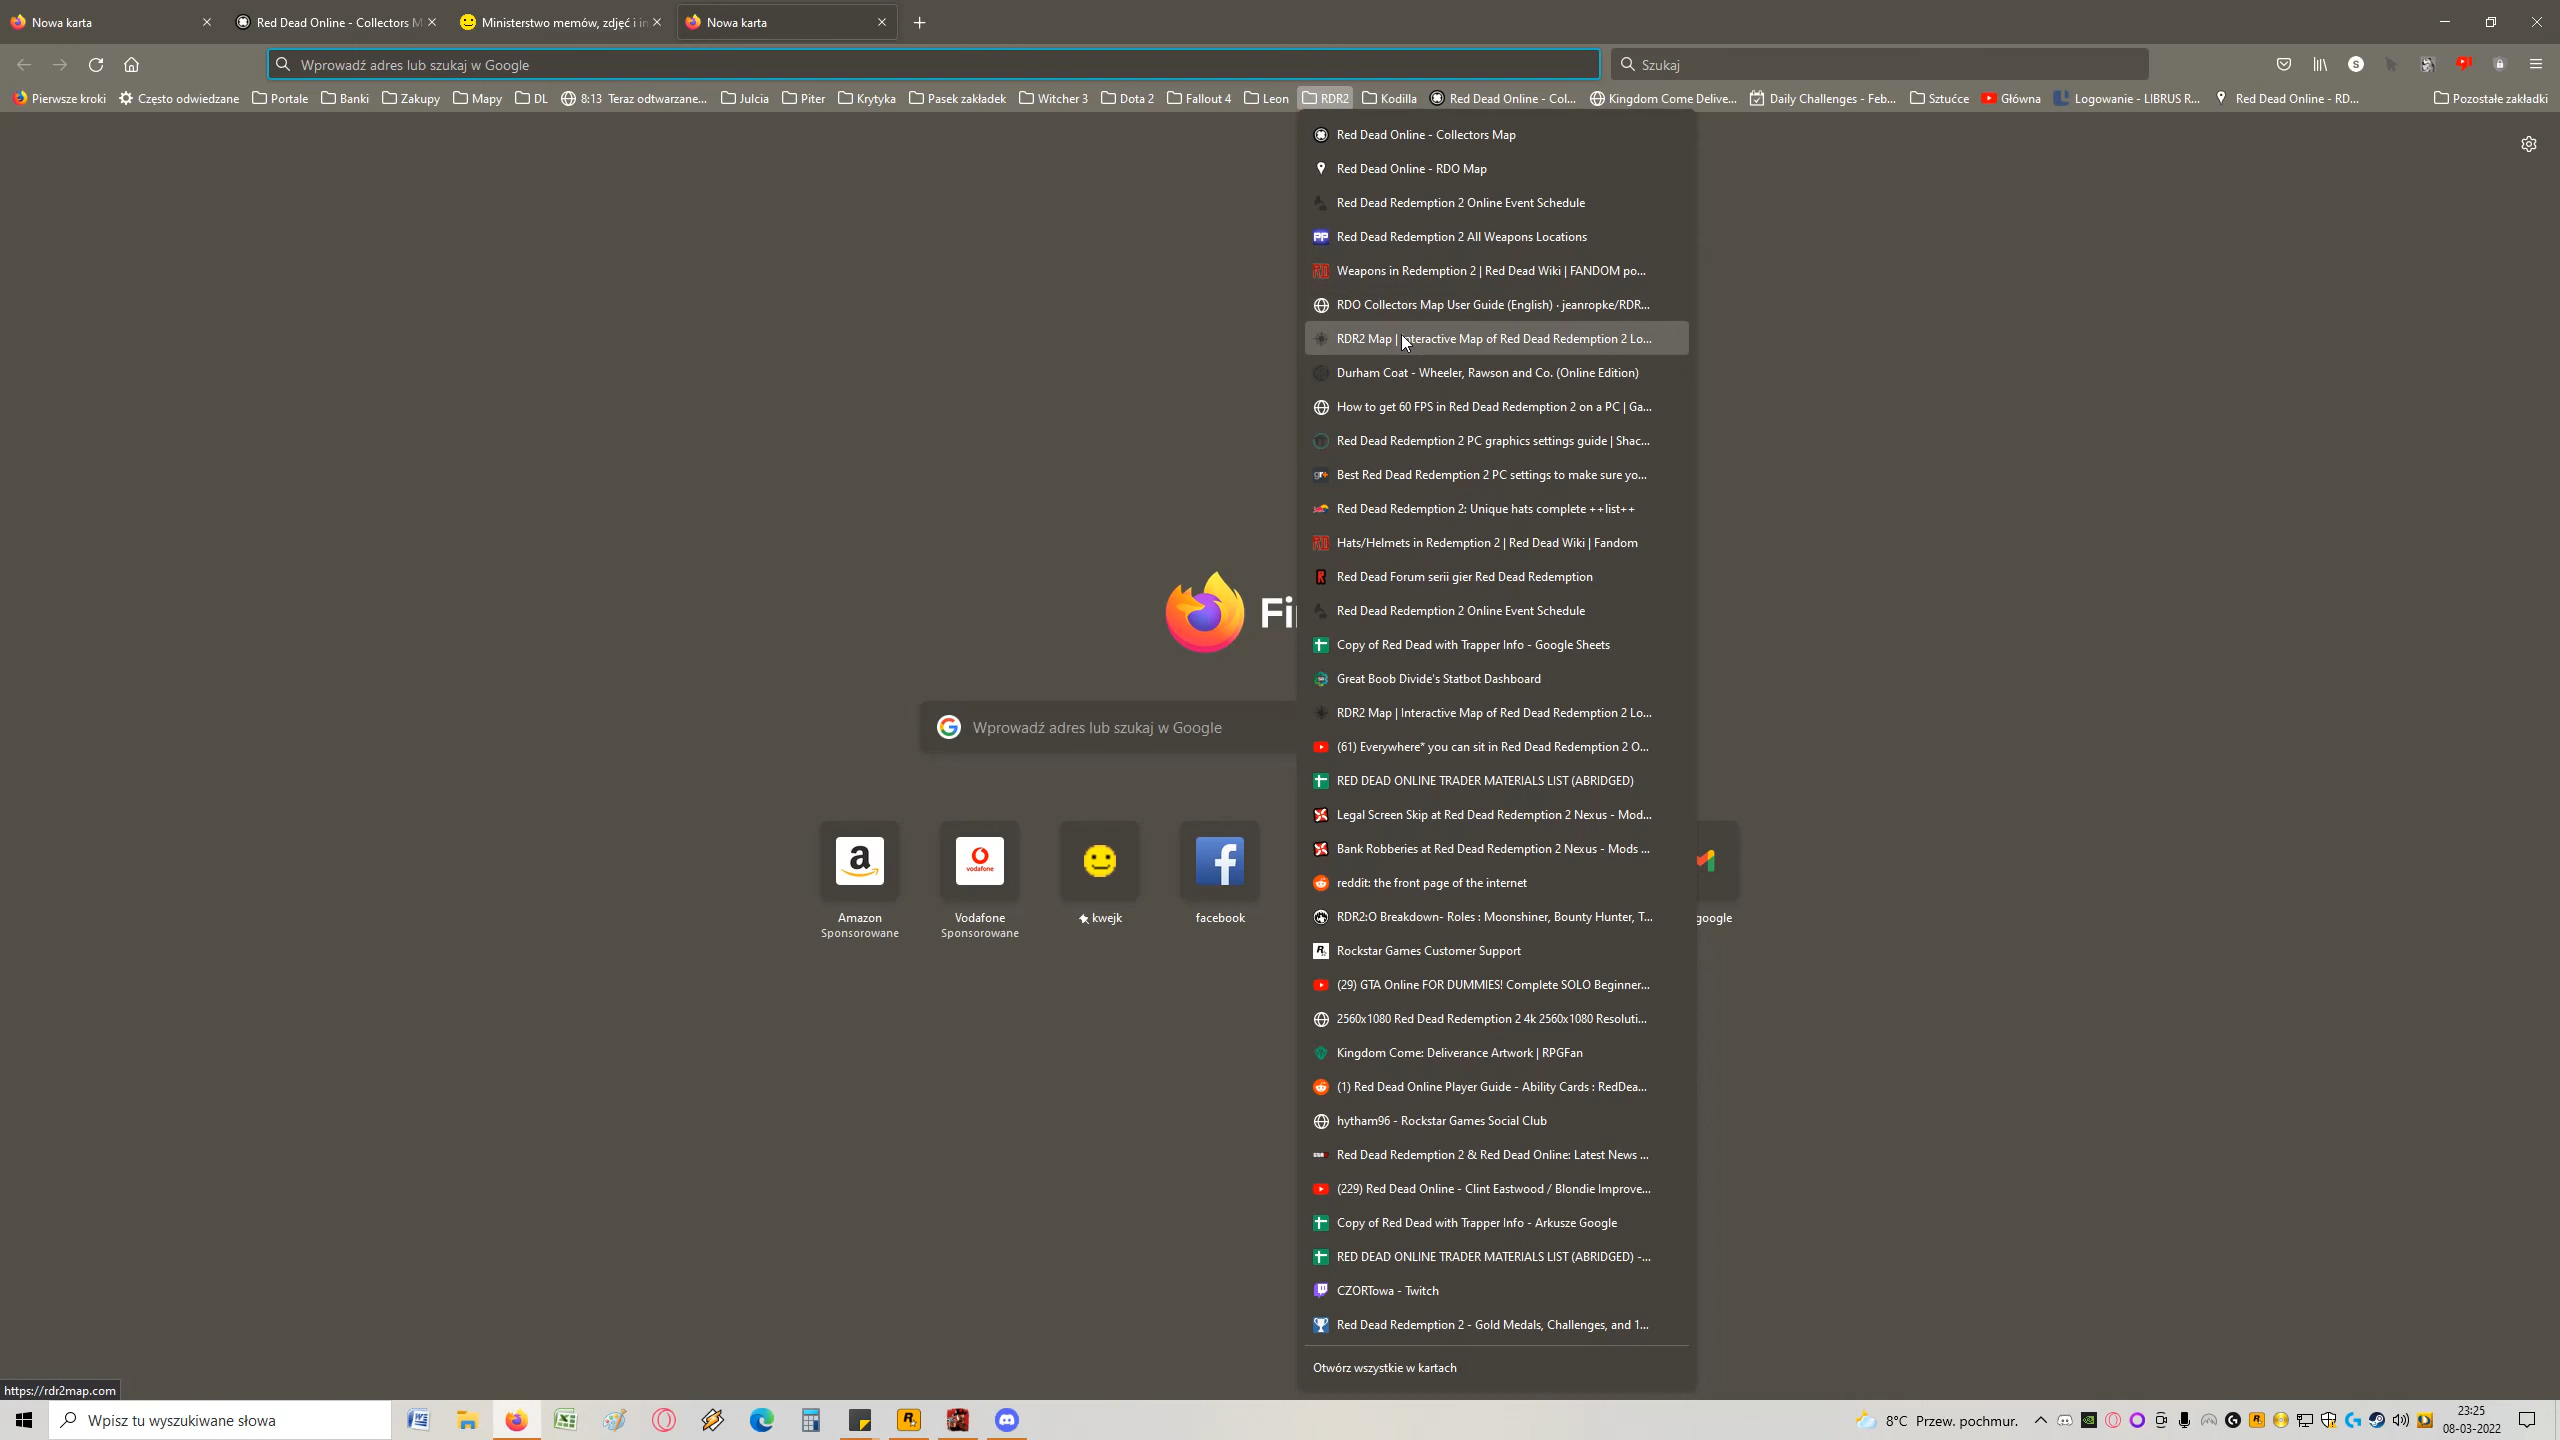 Nowa karta
Red Dead Online - Collectors M
Ministerstwo memów, zdjęć i in
Nowa karta
Wprowadź adres lub szukaj w Google
Szukaj
Pierwsze kroki
Często odwiedzane
Portale
Banki
Zakupy
Mapy
DL
8:13 Teraz odtwarzane...
Julcia
Piter
Krytyka
Pasek zakładek
Witcher 3
Dota 2
Fallout 4
Leon
RDR2
Kodilla
Red Dead Online - Col...
Kingdom Come Delive...
Daily Challenges - Feb...
Sztućce
Główna
Logowanie - LIBRUS R...
Red Dead Online - RD...
Pozostałe zakładki
Red Dead Online - Collectors Map
Red Dead Online - RDO Map
Red Dead Redemption 2 Online Event Schedule
Red Dead Redemption 2 All Weapons Locations
Weapons in Redemption 2 | Red Dead Wiki | FANDOM po...
RDO Collectors Map User Guide (English) · jeanropke/RDR...
RDR2 Map | Interactive Map of Red Dead Redemption 2 Lo...
Durham Coat - Wheeler, Rawson and Co. (Online Edition)
How to get 60 FPS in Red Dead Redemption 2 on a PC | Ga...
Red Dead Redemption 2 PC graphics settings guide | Shac...
Best Red Dead Redemption 2 PC settings to make sure yo...
Red Dead Redemption 2: Unique hats complete ++list++
Hats/Helmets in Redemption 2 | Red Dead Wiki | Fandom
Red Dead Forum serii gier Red Dead Redemption
Red Dead Redemption 2 Online Event Schedule
Copy of Red Dead with Trapper Info - Google Sheets
Great Boob Divide's Statbot Dashboard
RDR2 Map | Interactive Map of Red Dead Redemption 2 Lo...
(61) Everywhere* you can sit in Red Dead Redemption 2 O...
RED DEAD ONLINE TRADER MATERIALS LIST (ABRIDGED)
Legal Screen Skip at Red Dead Redemption 2 Nexus - Mod...
Bank Robberies at Red Dead Redemption 2 Nexus - Mods ...
reddit: the front page of the internet
RDR2:O Breakdown- Roles : Moonshiner, Bounty Hunter, T...
Rockstar Games Customer Support
(29) GTA Online FOR DUMMIES! Complete SOLO Beginner...
2560x1080 Red Dead Redemption 2 4k 2560x1080 Resoluti...
Kingdom Come: Deliverance Artwork | RPGFan
(1) Red Dead Online Player Guide - Ability Cards : RedDea...
hytham96 - Rockstar Games Social Club
Red Dead Redemption 2 & Red Dead Online: Latest News ...
(229) Red Dead Online - Clint Eastwood / Blondie Improve...
Copy of Red Dead with Trapper Info - Arkusze Google
RED DEAD ONLINE TRADER MATERIALS LIST (ABRIDGED) -...
CZORTowa - Twitch
Red Dead Redemption 2 - Gold Medals, Challenges, and 1...
Otwórz wszystkie w kartach
Fi
Wprowadź adres lub szukaj w Google
Amazon
Sponsorowane
vodafone
Vodafone
Sponsorowane
kwejk
facebook
google
https://rdr2map.com
Wpisz tu wyszukiwane słowa
8°C Przew. pochmur.
23:25
08-03-2022